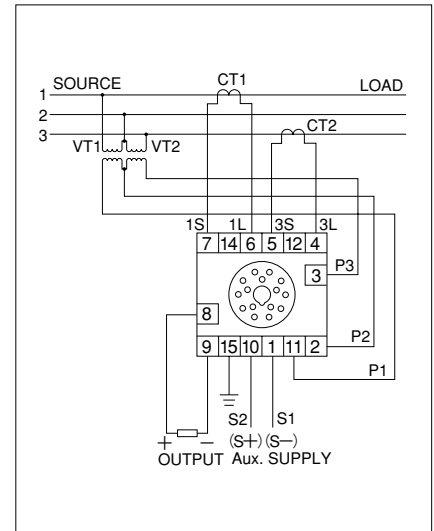 CT1
SOURCE LOAD
1
2
3
CT2
VT1 VT2
1S 1L 3S 3L
7 14 6 5 12 4
3
P3
8
P2
9 15 10 1 11 2
P1
S2 S1
+ − (S+) (S−)
OUTPUT Aux. SUPPLY